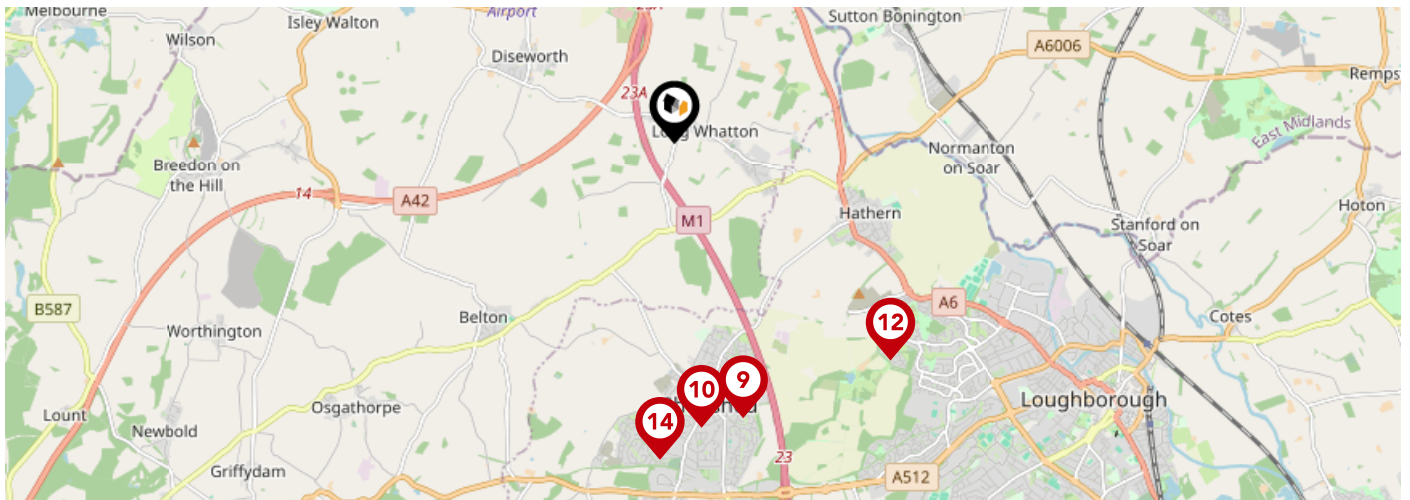 Melbourne
Isley Walton
Airport
23A
Sutton Bonington
A6006
Wilson
Diseworth
Remps
23A
Long Whatton
East Midlands
Breedon on
the Hill
Normanton
on Soar
14
A42
M1
Hathern
Hoton
Stanford on
Soar
B587
A6
Worthington
Belton
12
Cotes
9
10
Lount
Osgathorpe
14
Loughborough
Newbold
Griffydam
23
A512